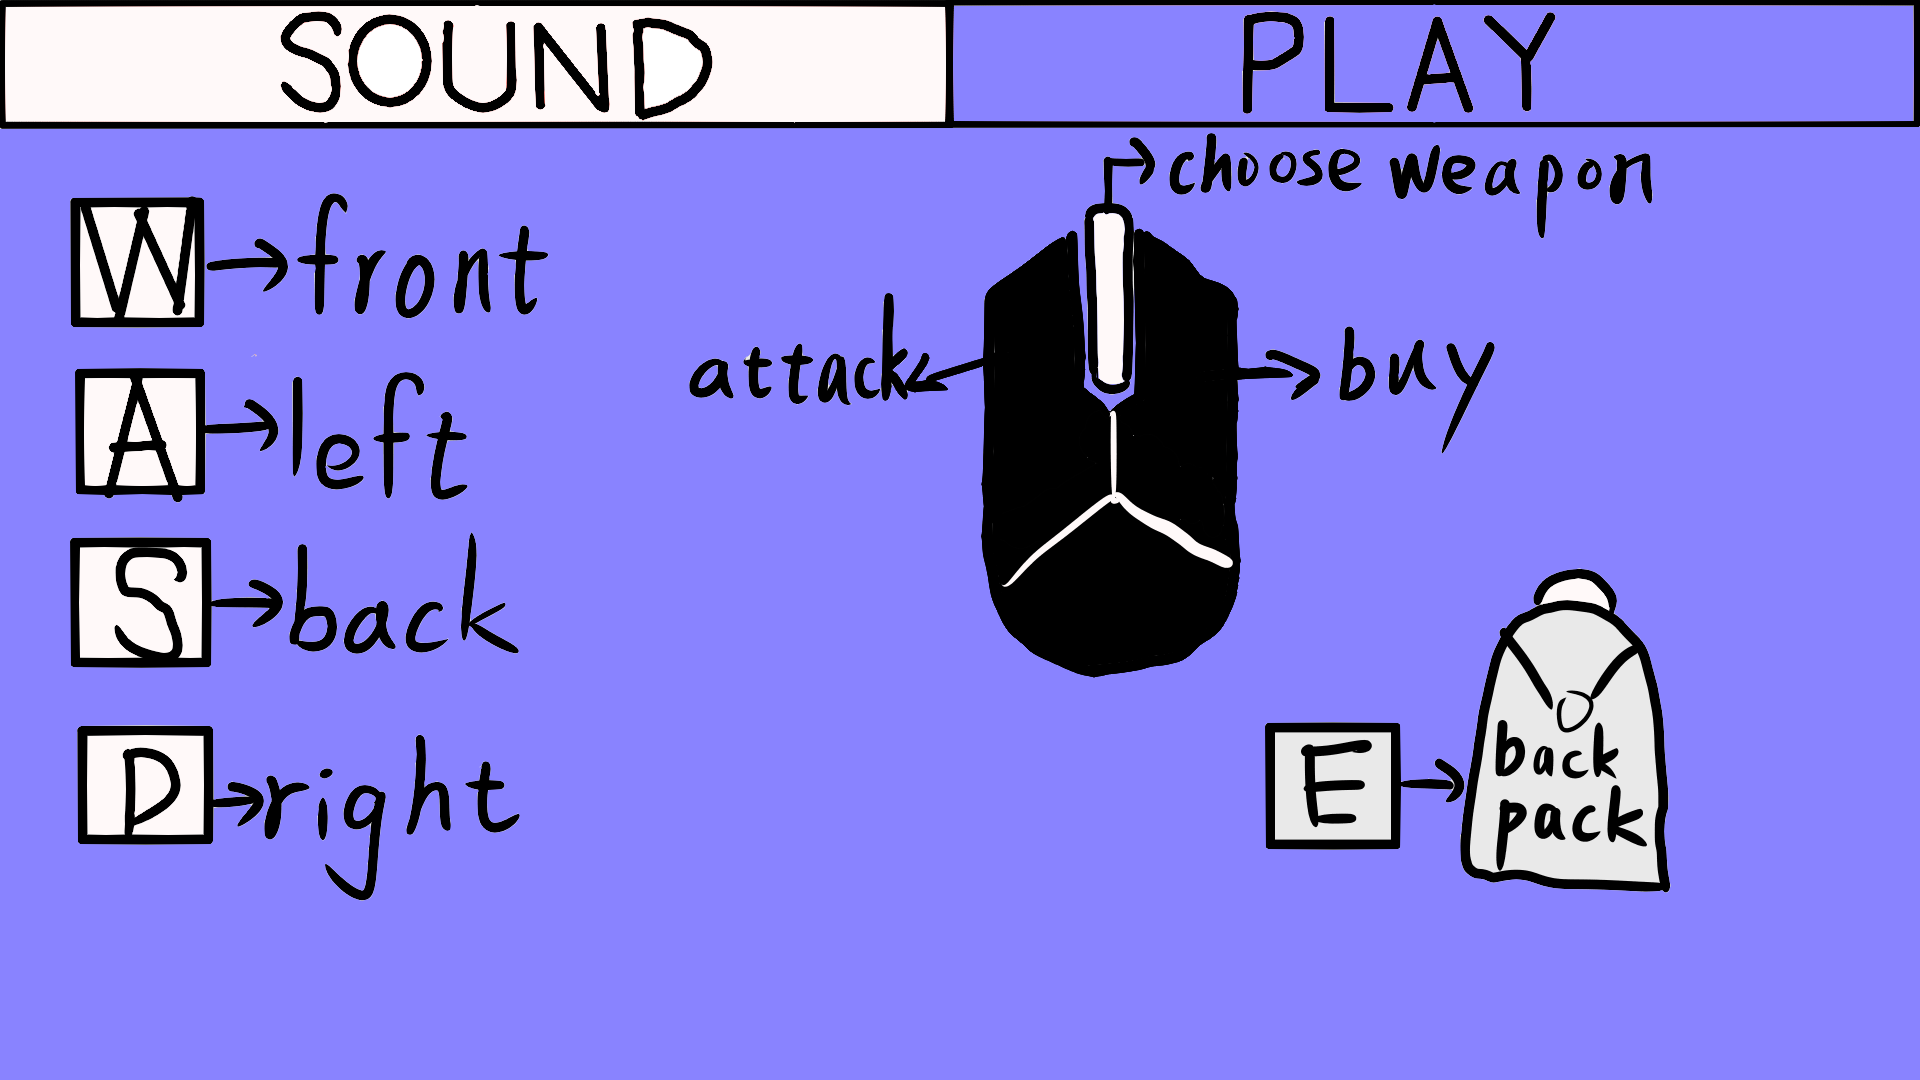 SOUND
PLAY
choose weapon
W front
attack
buy
A left
S back
D right
E
back
pack